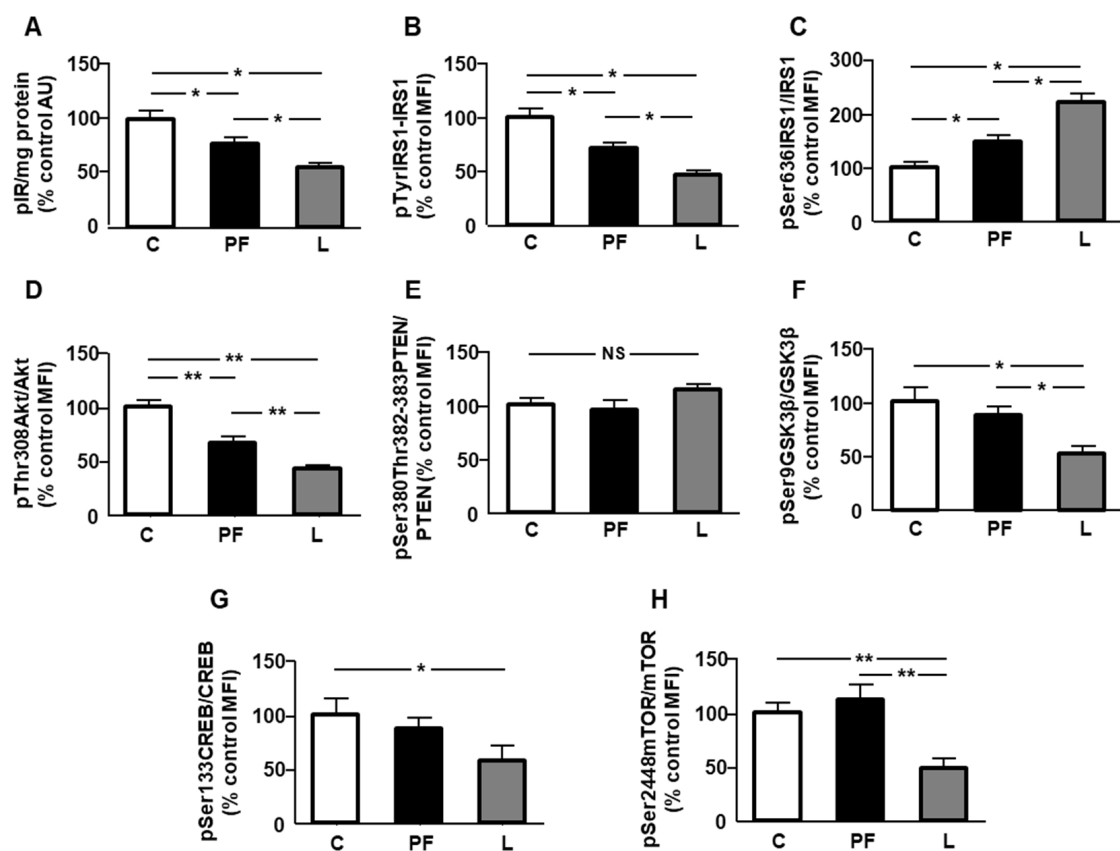 A
pIR/mg protein
(% control AU)
150
100
50
0
*
*
*
C PF L
B
pTyrIRS1-IRS1
(% control MFI)
150
100
50
0
*
*
*
C PF L
C
pSer636IRS1/IRS1
(% control MFI)
300
200
150
100
0
*
*
*
C PF L
D
pThr308Akt/Akt
(% control MFI)
150
100
50
0
**
**
**
C PF L
E
pSer380Thr382-383PTEN/
PTEN (% control MFI)
150
100
50
0
NS
C PF L
F
pSer9GSK3β/GSK3β
(% control MFI)
150
100
50
0
*
*
C PF L
G
pSer133CREB/CREB
(% control MFI)
150
100
50
0
*
C PF L
H
pSer2448mTOR/mTOR
(% control MFI)
150
100
50
0
**
**
C PF L